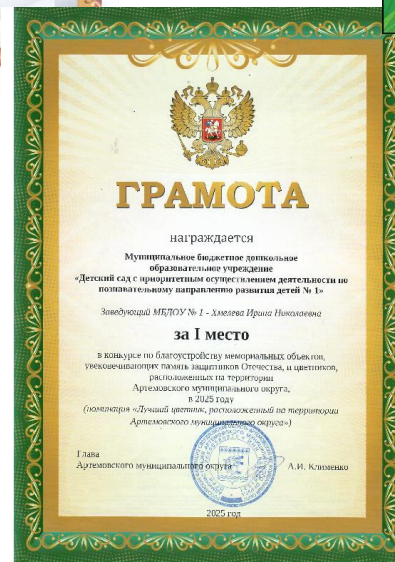 ГРАМОТА
награждается
Муниципальное бюджетное дошкольное
образовательное учреждение
«Детский сад с приоритетным осуществлением деятельности по
познавательному направлению развития детей № 1»
Заведующий МБДОУ № 1 - Хмелева Ирина Николаевна
за I место
в конкурсе по благоустройству мемориальных объектов,
увековечивающих память защитников Отечества, и цветников,
расположенных на территории
Артемовского муниципального округа,
в 2025 году
(номинация «Лучший цветник, расположенный на территории
Артемовского муниципального округа»)
Глава
Артемовского муниципального округа А.И. Клименко
2025 год